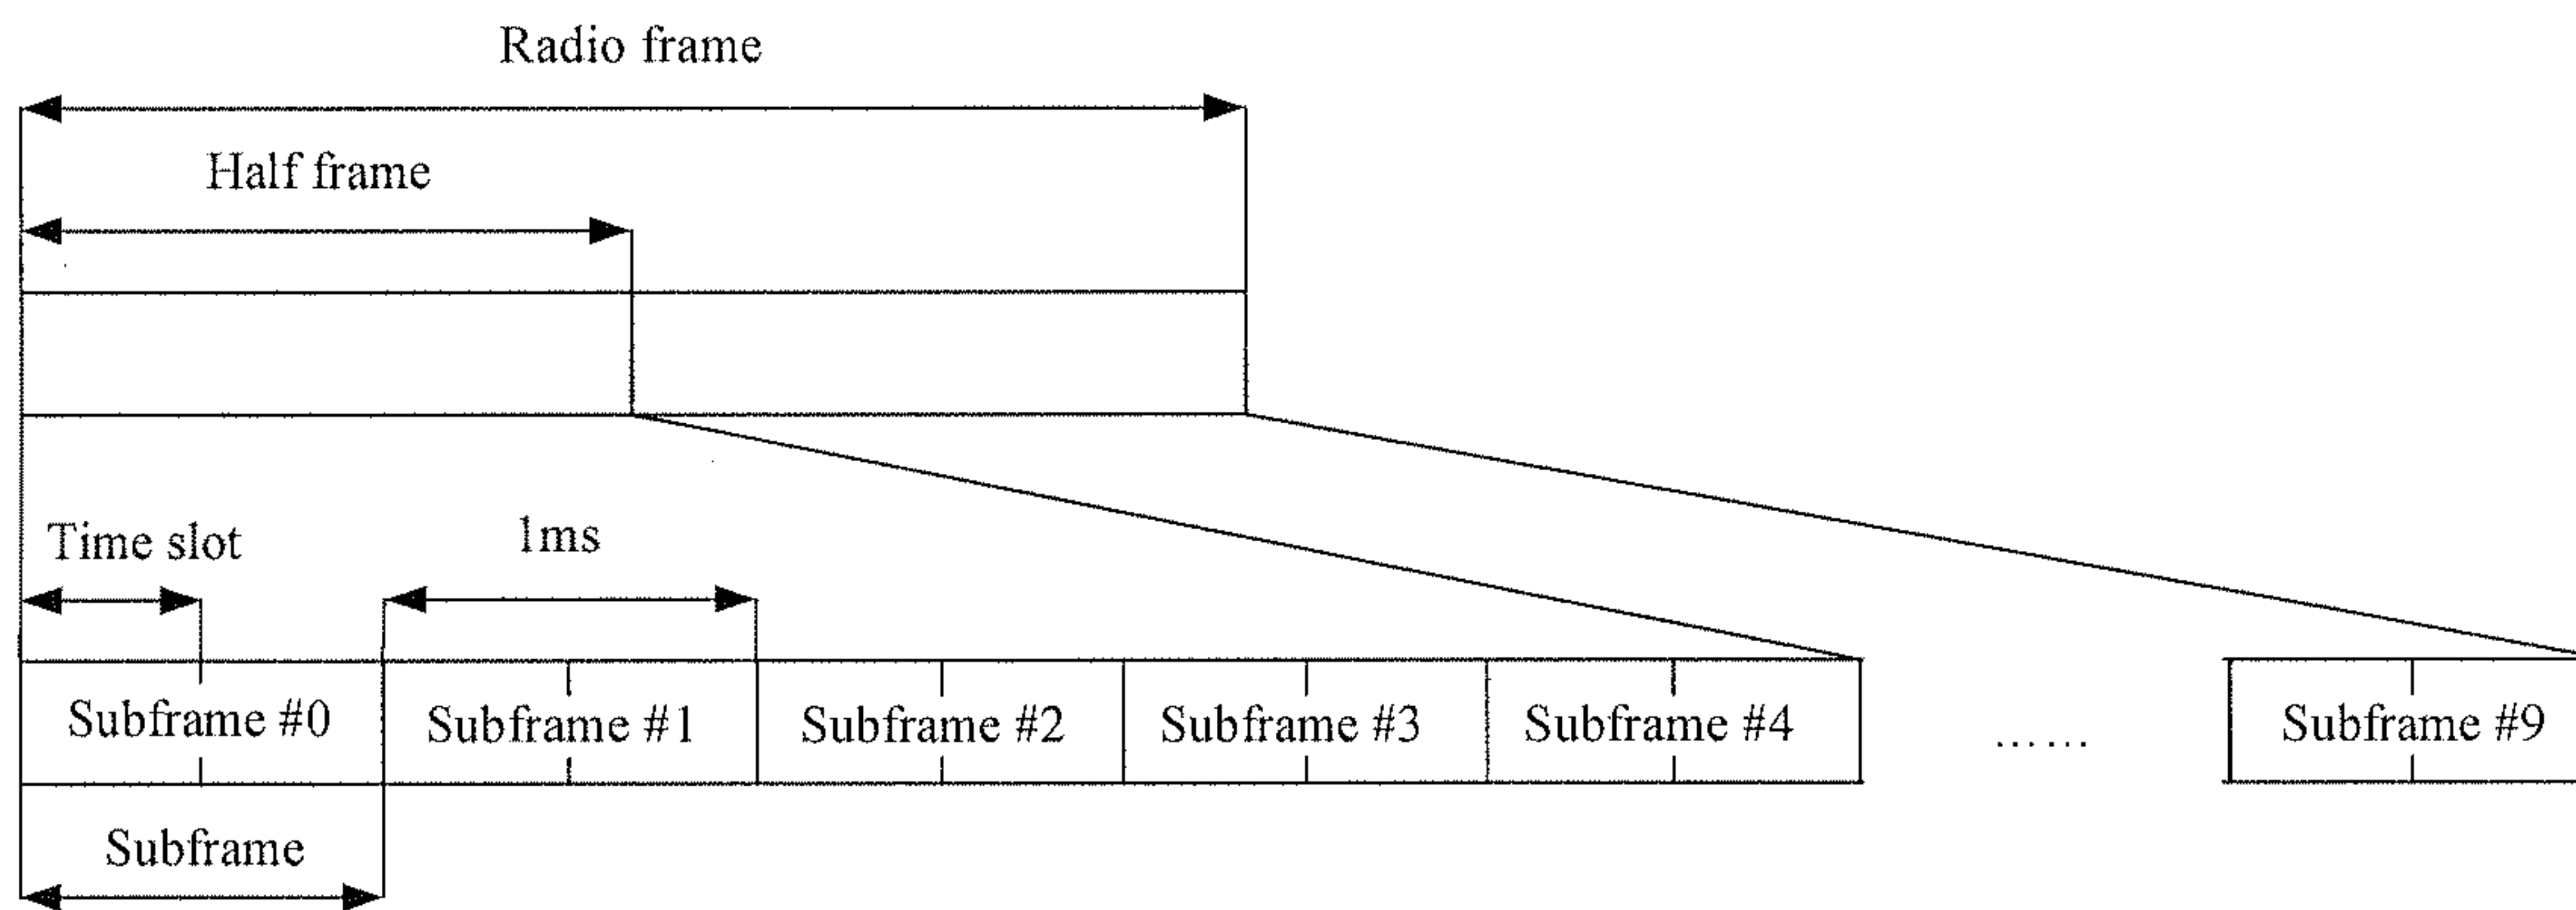 Radio frame
Half frame
Time slot
1ms
Subframe #0
Subframe #1
Subframe #2
Subframe #3
Subframe #4
……
Subframe #9
Subframe